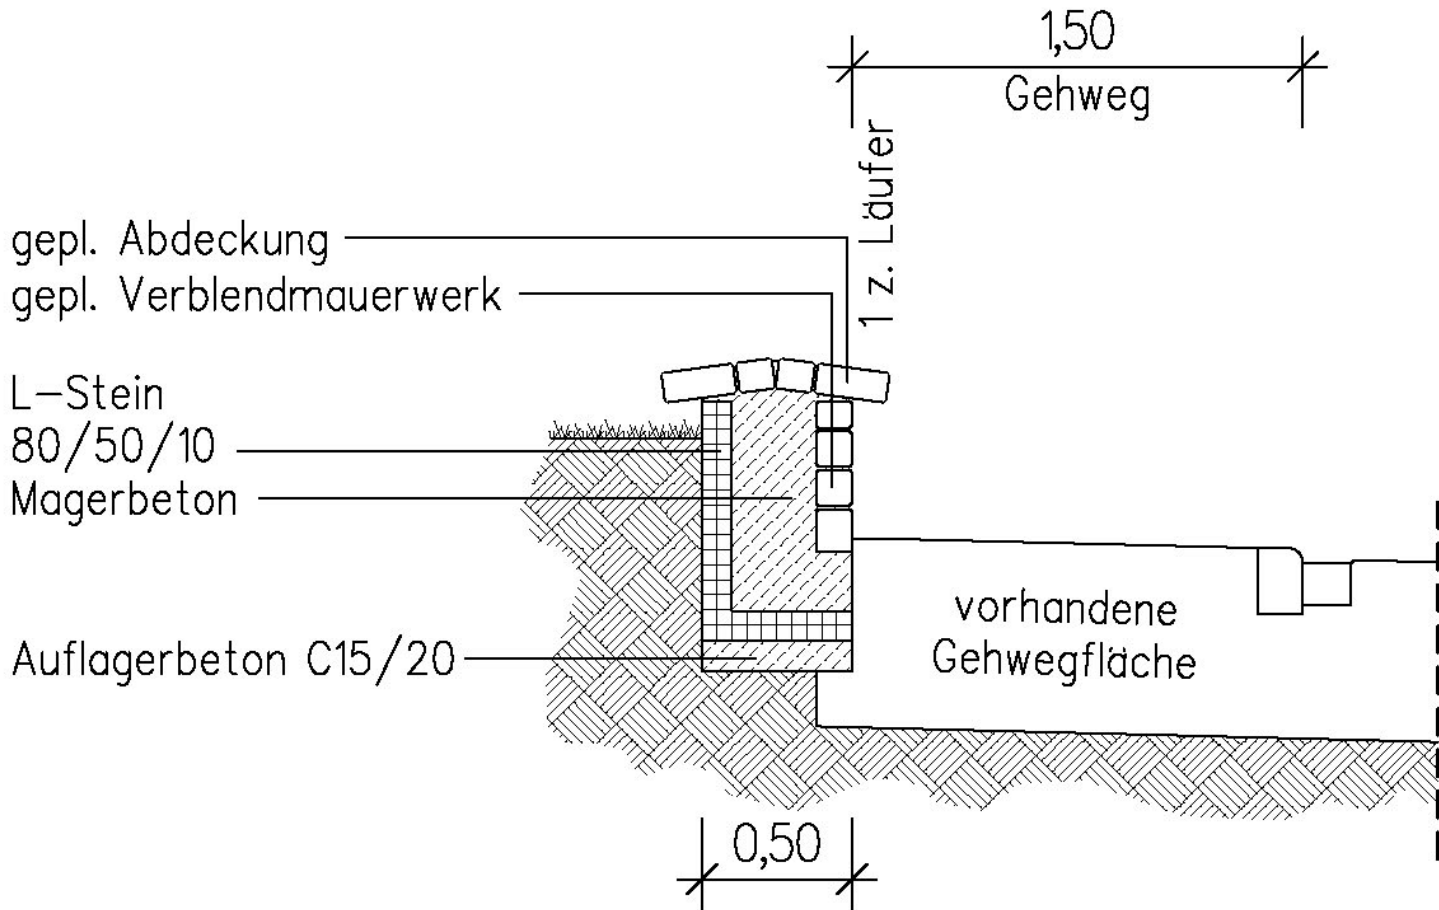 1,50
Gehweg
1 z. Läufer
gepl. Abdeckung
gepl. Verblendmauerwerk
L-Stein
80/50/10
Magerbeton
vorhandene
Gehwegfläche
Auflagerbeton C15/20
0,50